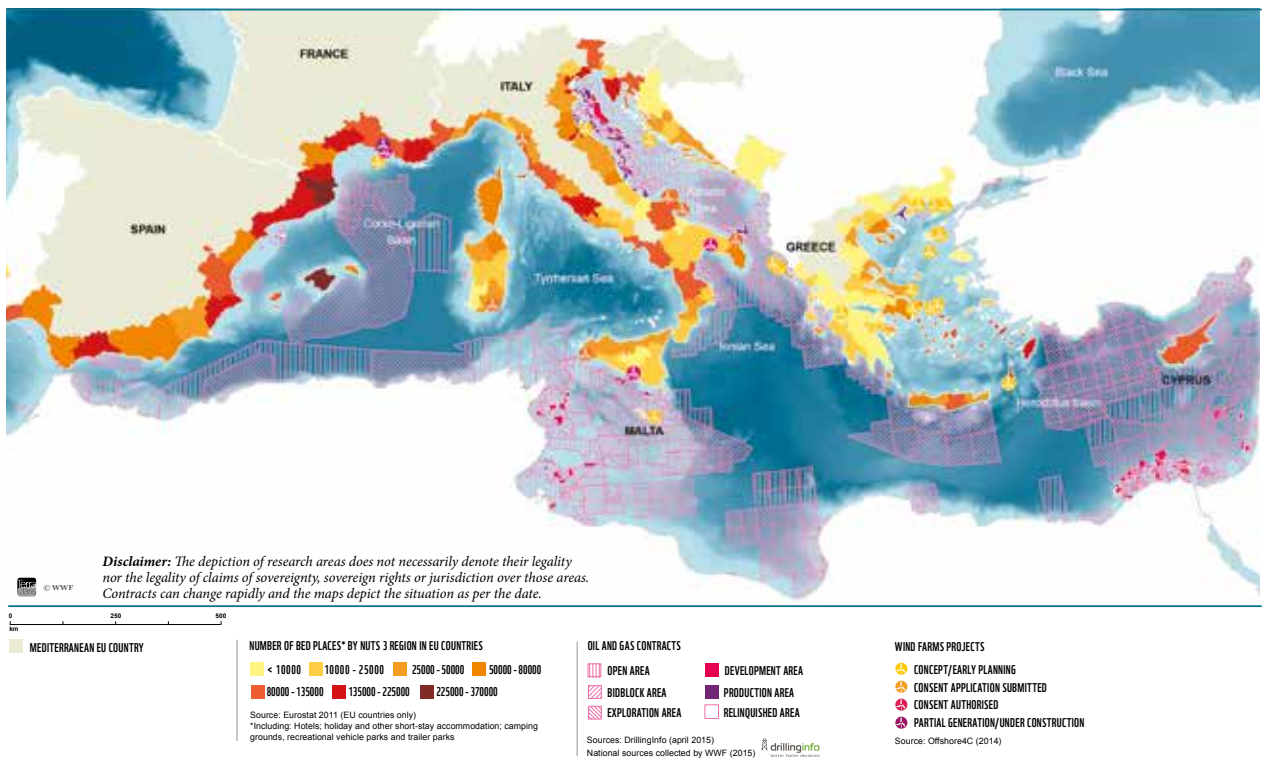 FRANCE
ITALY
Black Sea
SPAIN
Corso-Ligurian
Basin
Adriatic
Sea
GREECE
Tyrrhenian Sea
Ionian Sea
CYPRUS
Herodotus Basin
MALTA
Disclaimer: The depiction of research areas does not necessarily denote their legality
nor the legality of claims of sovereignty, sovereign rights or jurisdiction over those areas.
Contracts can change rapidly and the maps depict the situation as per the date.
© WWF
0 250 500
km
MEDITERRANEAN EU COUNTRY
NUMBER OF BED PLACES* BY NUTS 3 REGION IN EU COUNTRIES
< 10000 10000 - 25000 25000 - 50000 50000 - 80000
80000 - 135000 135000 - 225000 225000 - 370000
Source: Eurostat 2011 (EU countries only)
*Including: Hotels; holiday and other short-stay accommodation; camping
grounds, recreational vehicle parks and trailer parks
OIL AND GAS CONTRACTS
OPEN AREA
BIDBLOCK AREA
EXPLORATION AREA
DEVELOPMENT AREA
PRODUCTION AREA
RELINQUISHED AREA
Sources: DrillingInfo (april 2015)
National sources collected by WWF (2015)
drillinginfo
better faster decisions
WIND FARMS PROJECTS
CONCEPT/EARLY PLANNING
CONSENT APPLICATION SUBMITTED
CONSENT AUTHORISED
PARTIAL GENERATION/UNDER CONSTRUCTION
Source: Offshore4C (2014)